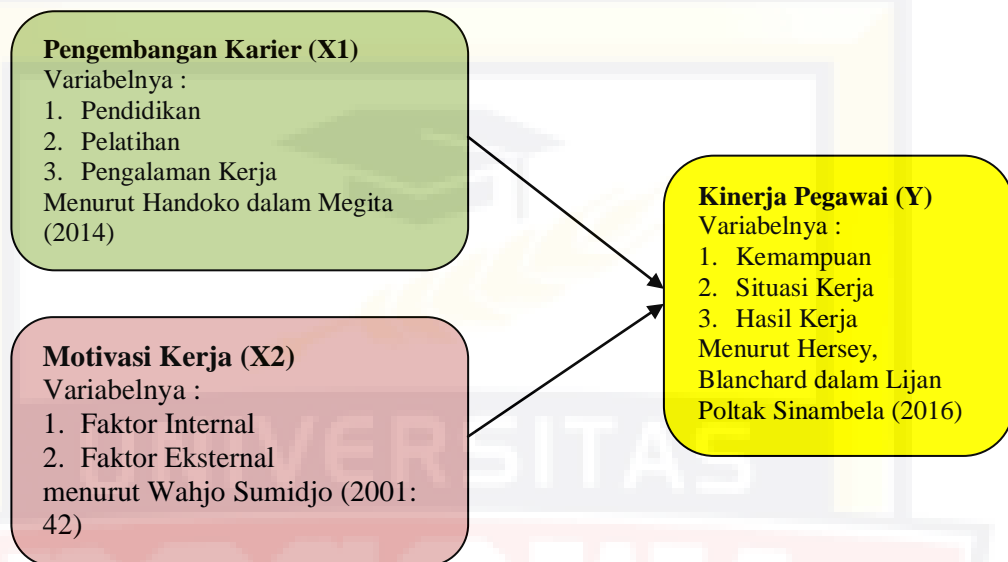 Pengembangan Karier (X1)
Variabelnya :
1. Pendidikan
2. Pelatihan
3. Pengalaman Kerja
Menurut Handoko dalam Megita
(2014)
Motivasi Kerja (X2)
Variabelnya :
1. Faktor Internal
2. Faktor Eksternal
menurut Wahjo Sumidjo (2001:
42)
Kinerja Pegawai (Y)
Variabelnya :
1. Kemampuan
2. Situasi Kerja
3. Hasil Kerja
Menurut Hersey,
Blanchard dalam Lijan
Poltak Sinambela (2016)
UNIVERSITAS